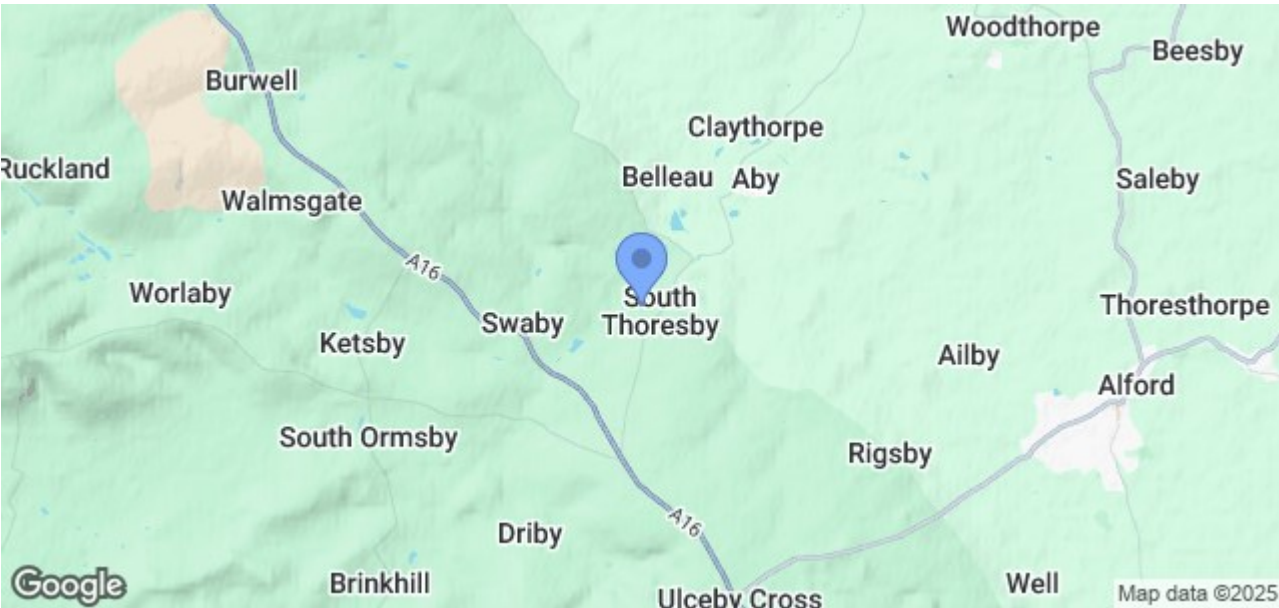 Woodthorpe
Beesby
Burwell
Claythorpe
Ruckland
Belleau
Aby
Saleby
Walmsgate
A16
Worlaby
South
Thoresby
Thoresthorpe
Swaby
Ketsby
Ailby
Alford
South Ormsby
Rigsby
A16
Driby
Brinkhill
Well
Ulceby Cross
Google
Map data ©2025